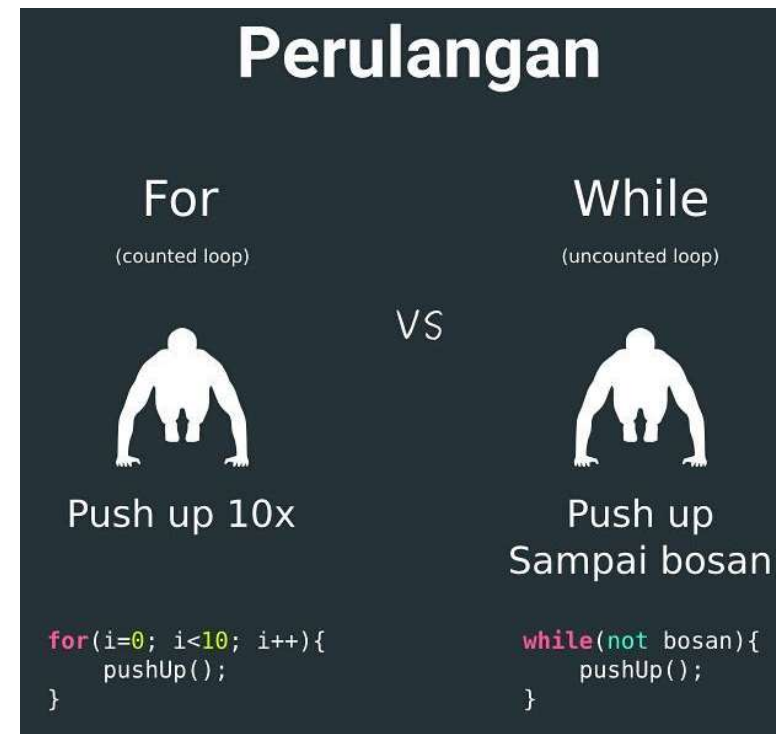 Perulangan
For
(counted loop)
Push up 10x
for(i=0; i<10; i++){
    pushUp();
}
VS
While
(uncounted loop)
Push up
Sampai bosan
while(not bosan){
    pushUp();
}